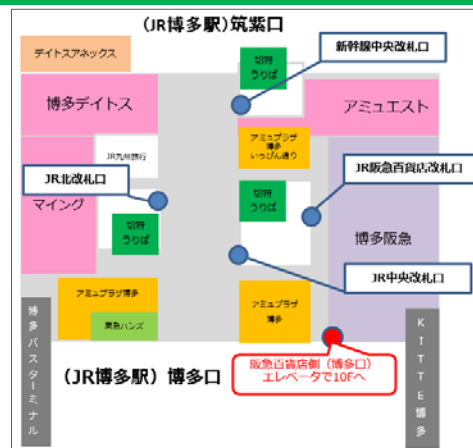 (JR博多駅)筑紫口
デイトスアネックス
切符
うりば
新幹線中央改札口
博多デイトス
アミュエスト
JR九州旅行
アミュプラザ
博多
いっぴん通り
JR北改札口
JR阪急百貨店改札口
マイング
切符
うりば
切符
うりば
博多阪急
JR中央改札口
アミュプラザ博多
東急ハンズ
アミュプラザ
博多
博多バスターミナル
KITTE博多
(JR博多駅)博多口
阪急百貨店側(博多口)
エレベータで10Fへ